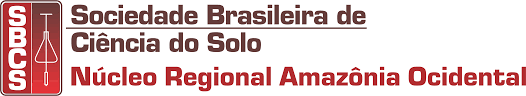 SBCS
Sociedade Brasileira de
Ciência do Solo
Núcleo Regional Amazônia Ocidental